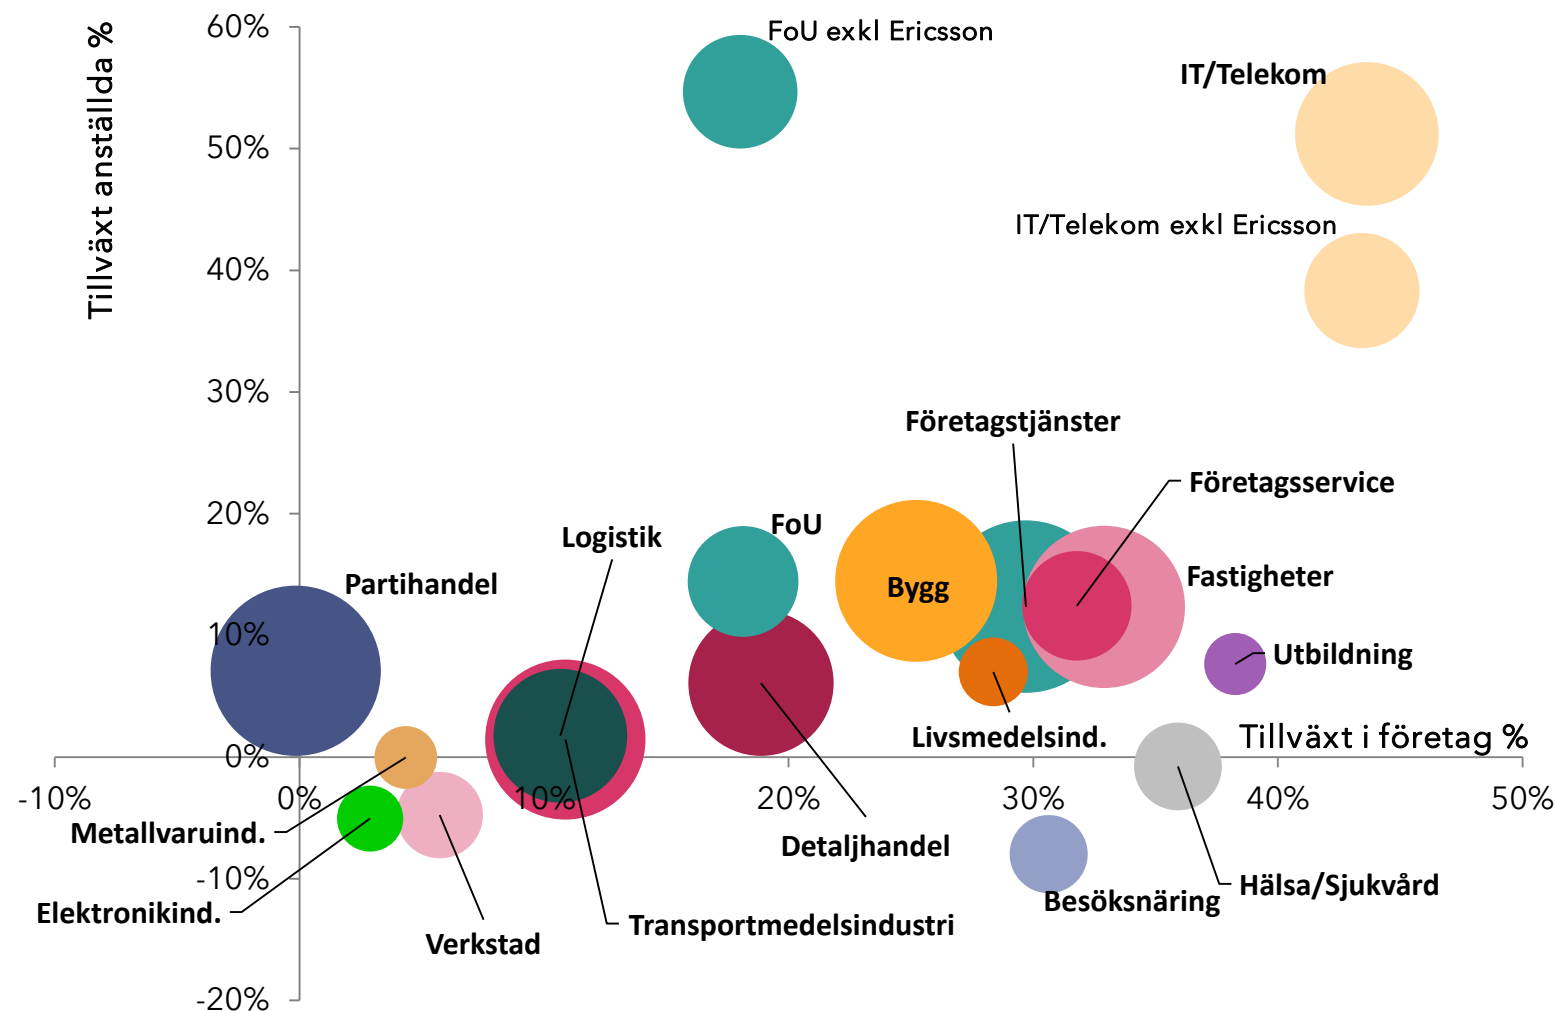 60%
FoU exkl Ericsson
Tillväxt anställda %
IT/Telekom
50%
IT/Telekom exkl Ericsson
40%
30%
Företagstjänster
Företagsservice
20%
FoU
Logistik
Partihandel
Bygg
Fastigheter
10%
Utbildning
Livsmedelsind.
Tillväxt i företag %
0%
-10%
0%
10%
20%
30%
40%
50%
Metallvaruind.
Detaljhandel
-10%
Hälsa/Sjukvård
Besöksnäring
Elektronikind.
Transportmedelsindustri
Verkstad
-20%